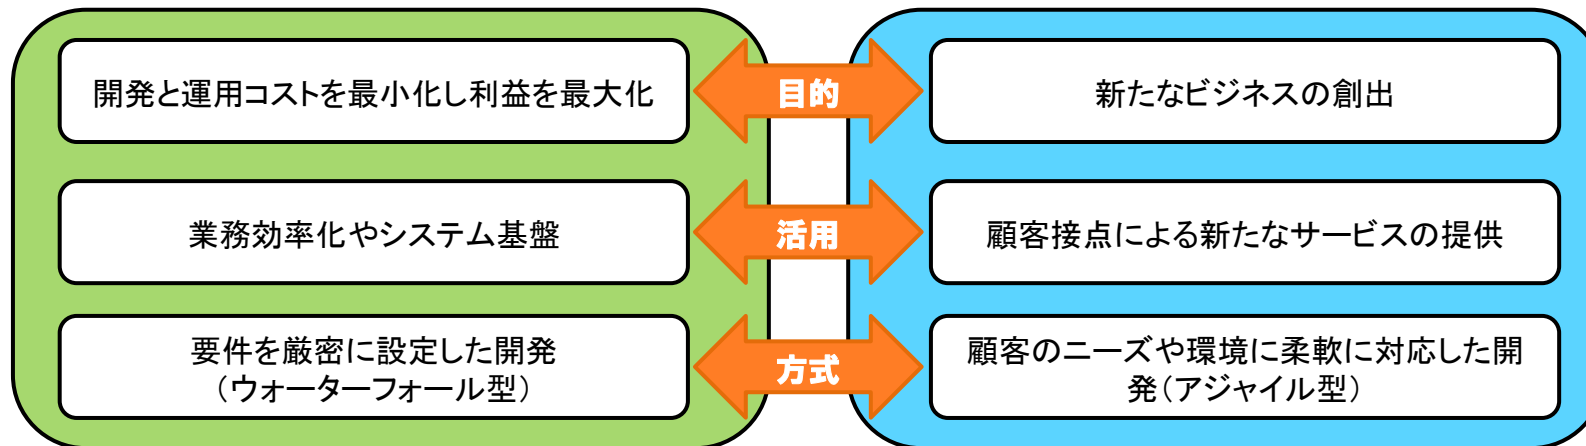 開発と運用コストを最小化し利益を最大化
目的
新たなビジネスの創出
業務効率化やシステム基盤
活用
顧客接点による新たなサービスの提供
要件を厳密に設定した開発
（ウォーターフォール型）
方式
顧客のニーズや環境に柔軟に対応した開
発（アジャイル型）